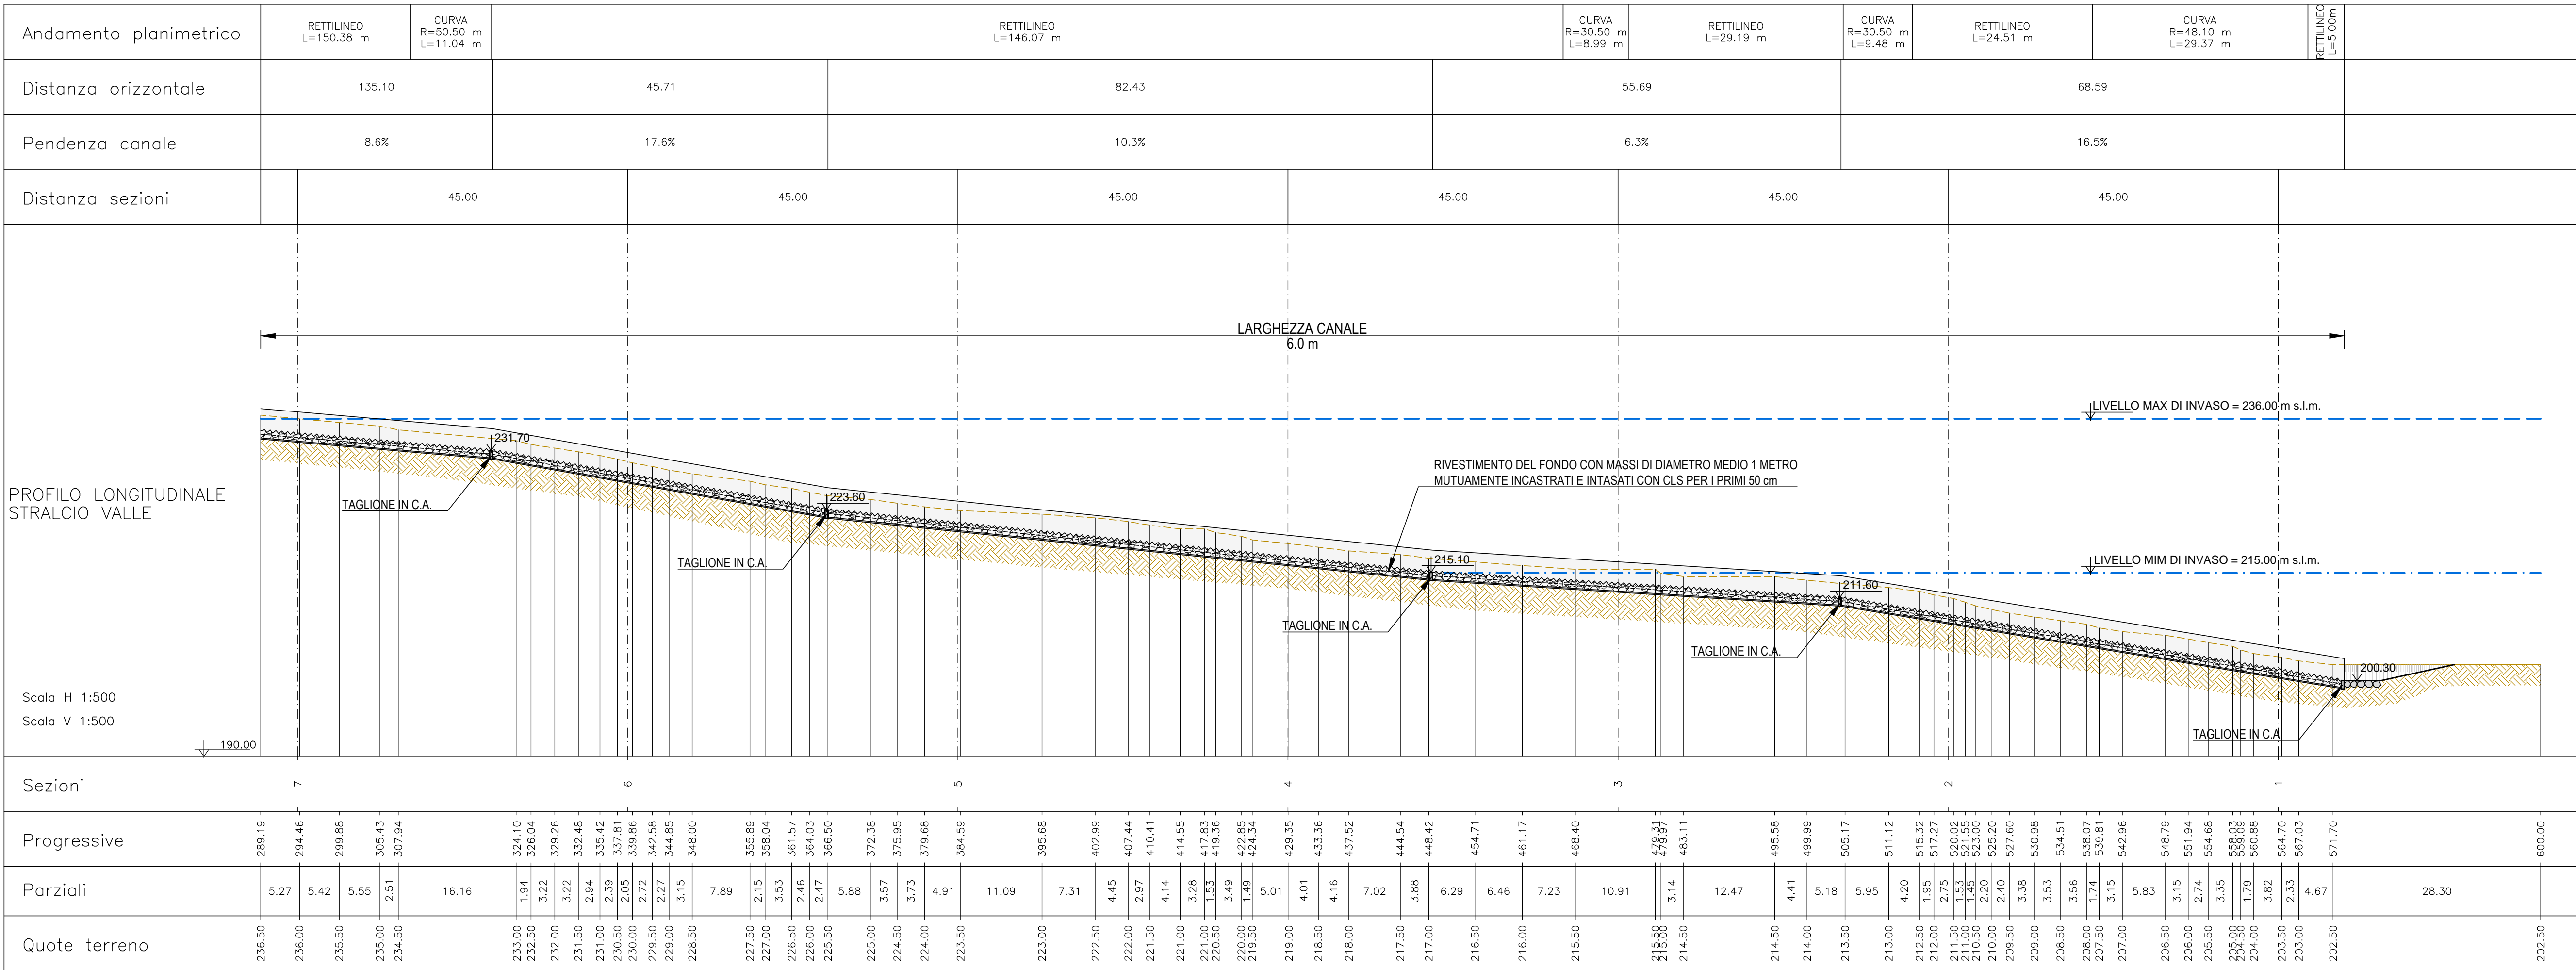 Andamento planimetrico
RETTILINEO
L=150.38 m
CURVA
R=50.50 m
L=11.04 m
RETTILINEO
L=146.07 m
CURVA
R=30.50 m
L=8.99 m
RETTILINEO
L=29.19 m
CURVA
R=30.50 m
L=9.48 m
RETTILINEO
L=24.51 m
CURVA
R=48.10 m
L=29.37 m
RETTILINEO
L=5.00m
Distanza orizzontale
135.10 45.71 82.43 55.69 68.59
Pendenza canale
8.6% 17.6% 10.3% 6.3% 16.5%
Distanza sezioni
45.00 45.00 45.00 45.00 45.00 45.00
LARGHEZZA CANALE
6.0 m
LIVELLO MAX DI INVASO = 236.00 m s.l.m.
231.70
RIVESTIMENTO DEL FONDO CON MASSI DI DIAMETRO MEDIO 1 METRO
MUTUAMENTE INCASTRATI E INTASATI CON CLS PER I PRIMI 50 cm
PROFILO LONGITUDINALE
STRALCIO VALLE
TAGLIONE IN C.A.
223.60
TAGLIONE IN C.A.
215.10
LIVELLO MIM DI INVASO = 215.00 m s.l.m.
211.60
TAGLIONE IN C.A.
TAGLIONE IN C.A.
200.30
Scala H 1:500
Scala V 1:500
TAGLIONE IN C.A.
190.00
Sezioni
7 6 5 4 3 2 1
Progressive
289.19 294.46 299.88 305.43 307.94 324.10 326.04 329.26 332.48 335.42 337.81 339.86 342.58 344.85 348.00 355.89 358.04 361.57 364.03 366.50 372.38 375.95 379.68 384.59 395.68 402.99 407.44 410.41 414.55 417.83 419.36 422.85 424.34 429.35 433.36 437.52 444.54 448.42 454.71 461.17 468.40 479.31 479.97 483.11 495.58 499.99 505.17 511.12 515.32 517.27 520.02 521.55 523.00 525.20 527.60 530.98 534.51 538.07 539.81 542.96 548.79 551.94 554.68 558.03 559.09 560.88 564.70 567.03 571.70 600.00
Parziali
5.27 5.42 5.55 2.51 16.16 1.94 3.22 3.22 2.94 2.39 2.05 2.72 2.27 3.15 7.89 2.15 3.53 2.46 2.47 5.88 3.57 3.73 4.91 11.09 7.31 4.45 2.97 4.14 3.28 1.53 3.49 1.49 5.01 4.01 4.16 7.02 3.88 6.29 6.46 7.23 10.91 3.14 12.47 4.41 5.18 5.95 4.20 1.95 2.75 1.53 1.45 2.20 2.40 3.38 3.53 3.56 1.74 3.15 5.83 3.15 2.74 3.35 1.79 3.82 2.33 4.67 28.30
Quote terreno
236.50 236.00 235.50 235.00 234.50 233.00 232.50 232.00 231.50 231.00 230.50 230.00 229.50 229.00 228.50 227.50 227.00 226.50 226.00 225.50 225.00 224.50 224.00 223.50 223.00 222.50 222.00 221.50 221.00 221.00 220.50 220.00 219.50 219.00 218.50 218.00 217.50 217.00 216.50 216.00 215.50 215.50 215.00 214.50 214.50 214.00 213.50 213.00 212.50 212.00 211.50 211.00 210.50 210.00 209.50 209.00 208.50 208.00 207.50 207.00 206.50 206.00 205.50 205.00 204.50 204.00 203.50 203.00 202.50 202.50